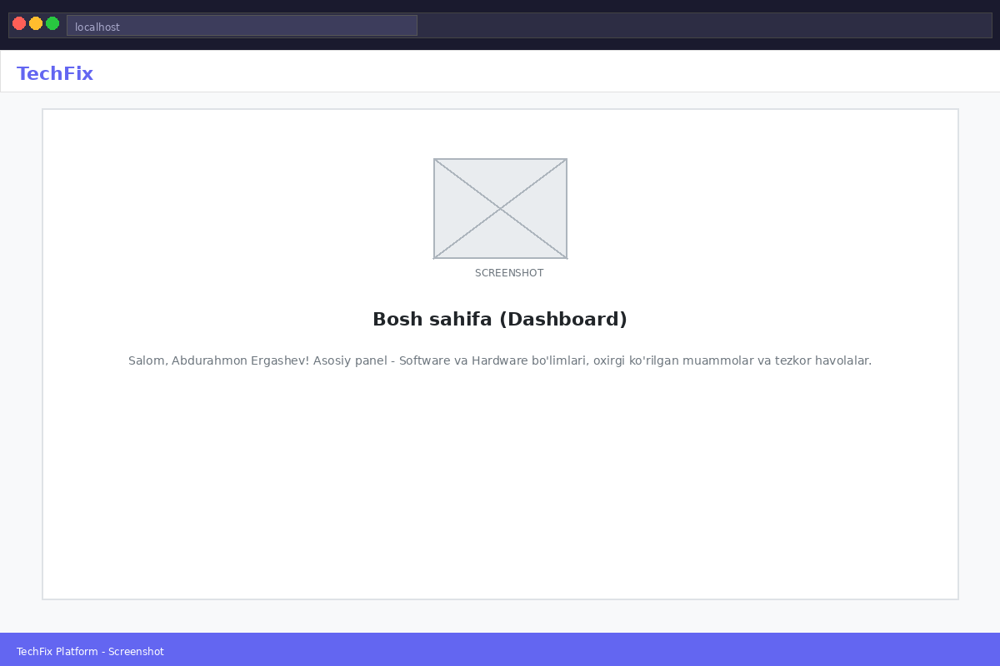 localhost
TechFix
SCREENSHOT
Bosh sahifa (Dashboard)
Salom, Abdurahmon Ergashev! Asosiy panel - Software va Hardware bo'limlari, oxirgi ko'rilgan muammolar va tezkor havolalar.
TechFix Platform - Screenshot